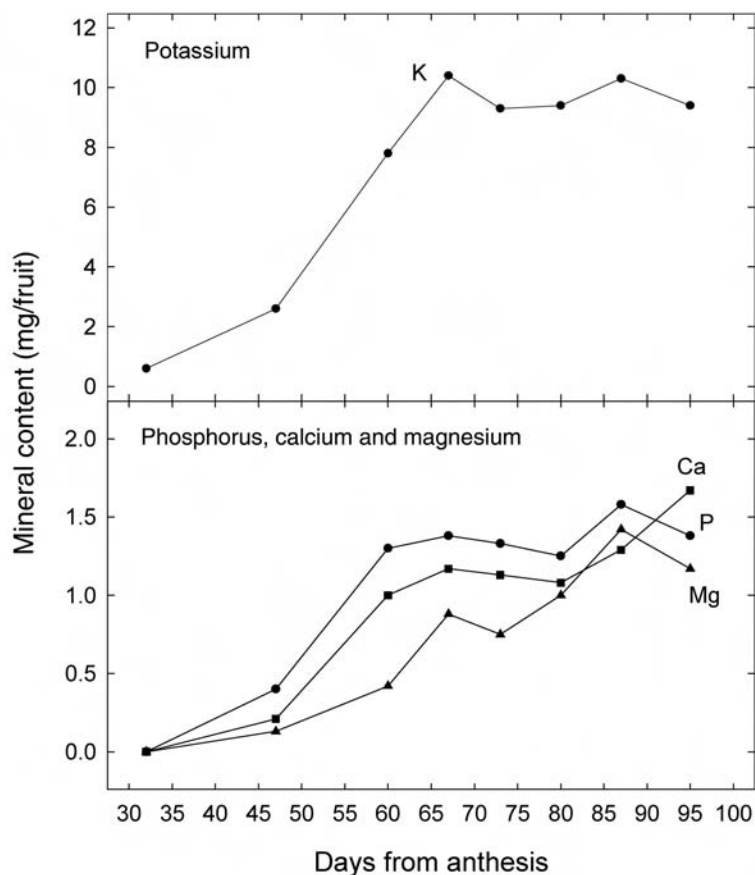 Mineral content (mg/fruit)
12
10
8
6
4
2
0
Potassium
K
2.0
1.5
1.0
0.5
0.0
Phosphorus, calcium and magnesium
Ca
P
Mg
30 35 40 45 50 55 60 65 70 75 80 85 90 95 100
Days from anthesis